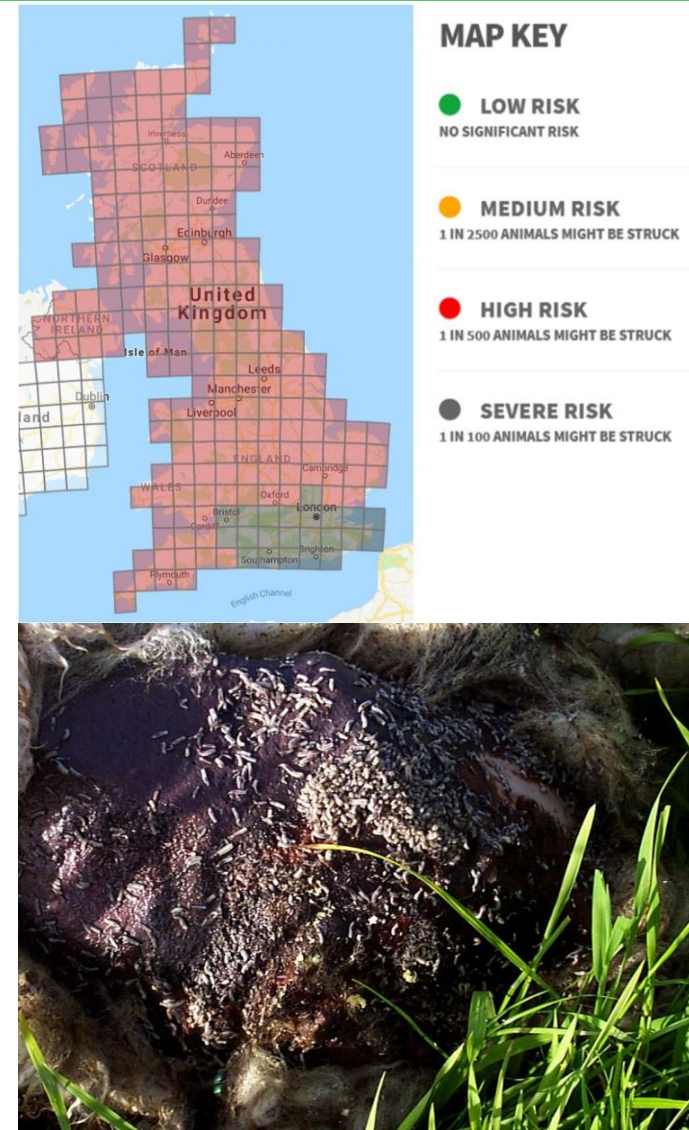 MAP KEY
LOW RISK
NO SIGNIFICANT RISK
MEDIUM RISK
1 IN 2500 ANIMALS MIGHT BE STRUCK
HIGH RISK
1 IN 500 ANIMALS MIGHT BE STRUCK
SEVERE RISK
1 IN 100 ANIMALS MIGHT BE STRUCK
Inverness
SCOTLAND
Aberdeen
Dundee
Edinburgh
Glasgow
United
Kingdom
NORTHERN
IRELAND
Isle of Man
Leeds
Dublin
Manchester
land
Liverpool
ENGLAND
Cambridge
WALES
Oxford
London
Bristol
Cardiff
Brighton
Southampton
Plymouth
English Channel